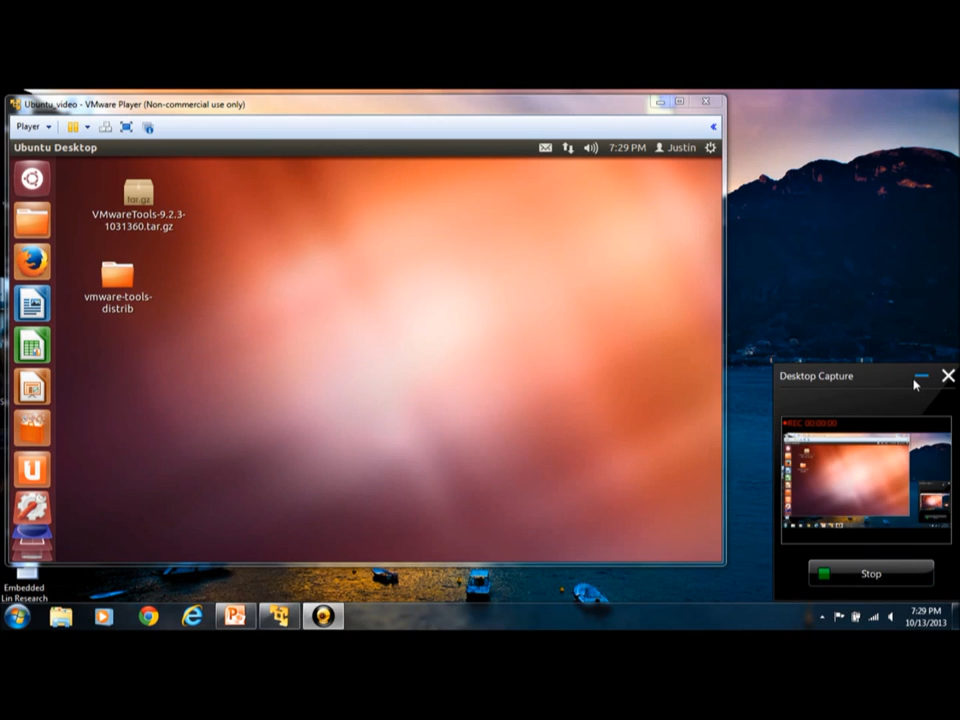 Ubuntu_video - VMware Player (Non-commercial use only)
Player
Ubuntu Desktop
7:29 PM
Justin
tar.gz
VMwareTools-9.2.3-
1031360.tar.gz
vmware-tools-
distrib
Desktop Capture
REC 00:00:00
Stop
Embedded
Lin Research
7:29 PM
10/13/2013